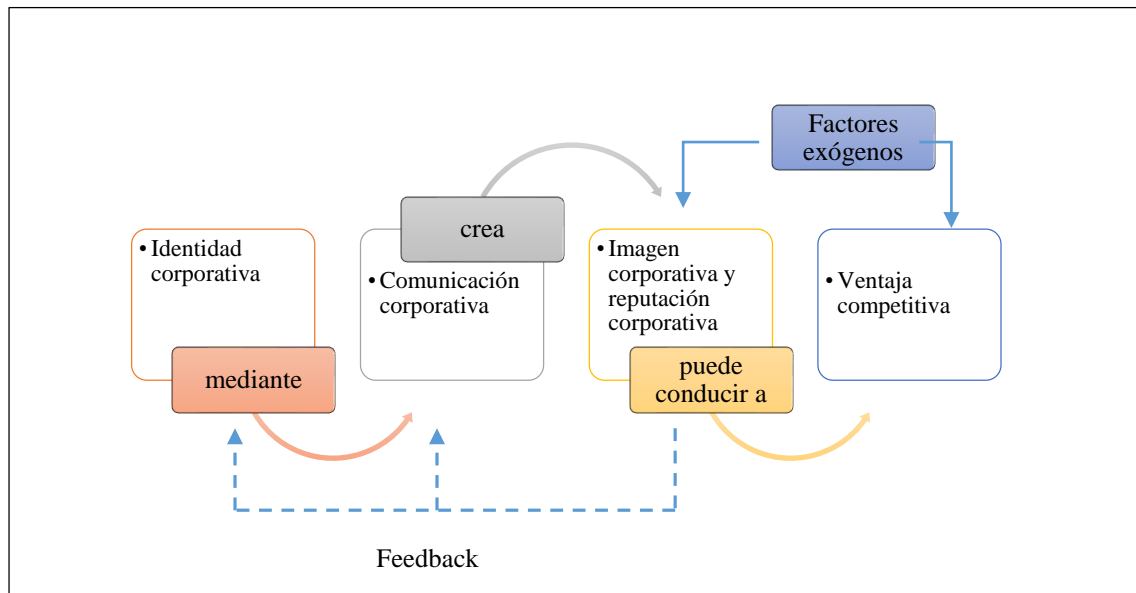 Factores
exógenos
crea
• Identidad
corporativa
mediante
• Comunicación
corporativa
• Imagen
corporativa y
reputación
corporativa
puede
conducir a
• Ventaja
competitiva
Feedback